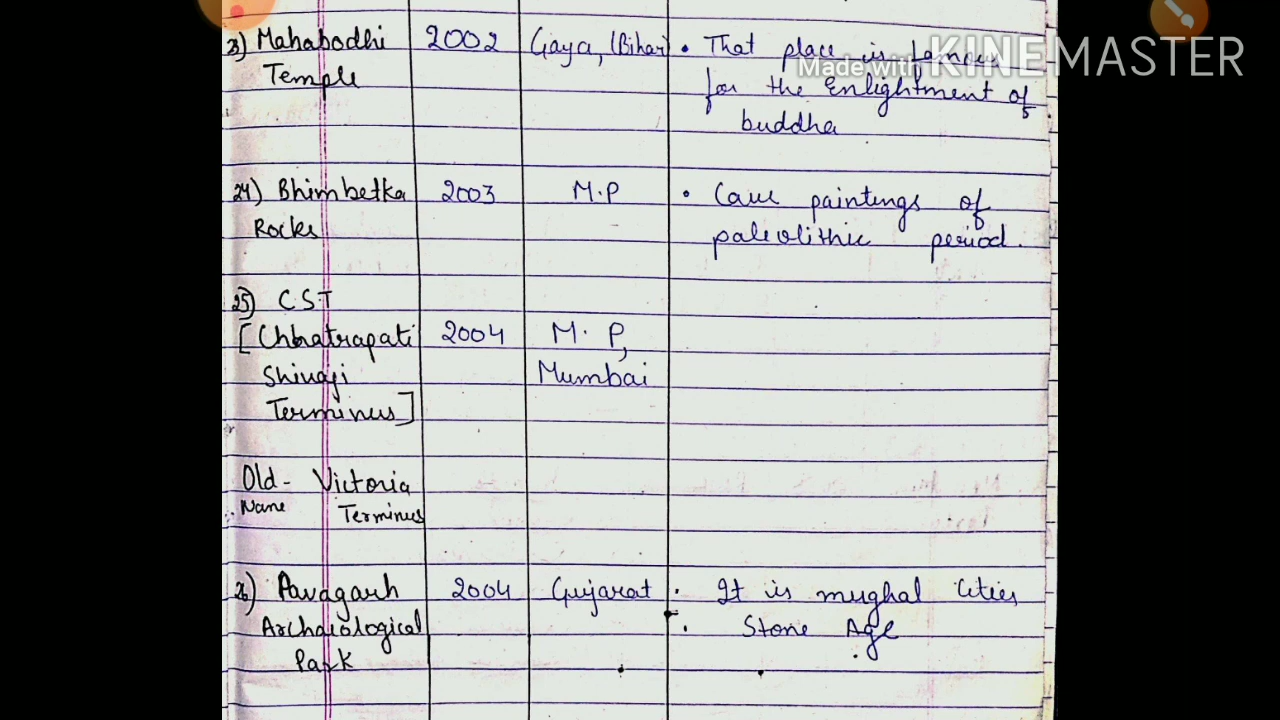 3) Mahabodhi 2002 Gaya, (Bihar) • That place is famous
Made with KINEMASTER
Temple for the Enlightment of
buddha
24) Bhimbetka 2003 M.P • Cave paintings of
Rocks paleolithic period.
25) CST
[Chhatrapati 2004 M. P,
Shivaji Mumbai
Terminus]
Old - Victoria
Name Terminus
26) Pavagarh 2004 Gujarat • It is mughal Cities
Archaiological • Stone Age
Park